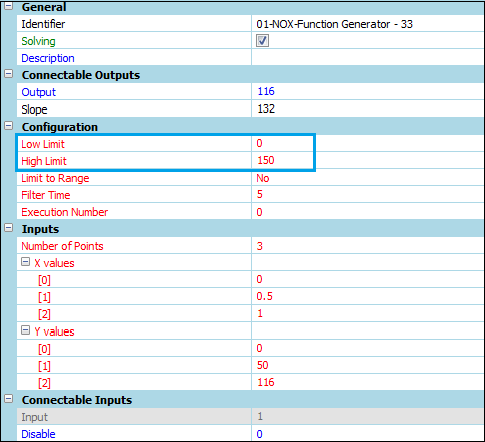 General
Identifier 01-NOX-Function Generator - 33
Solving
Description
Connectable Outputs
Output 116
Slope 132
Configuration
Low Limit 0
High Limit 150
Limit to Range No
Filter Time 5
Execution Number 0
Inputs
Number of Points 3
X values
[0] 0
[1] 0.5
[2] 1
Y values
[0] 0
[1] 50
[2] 116
Connectable Inputs
Input 1
Disable 0